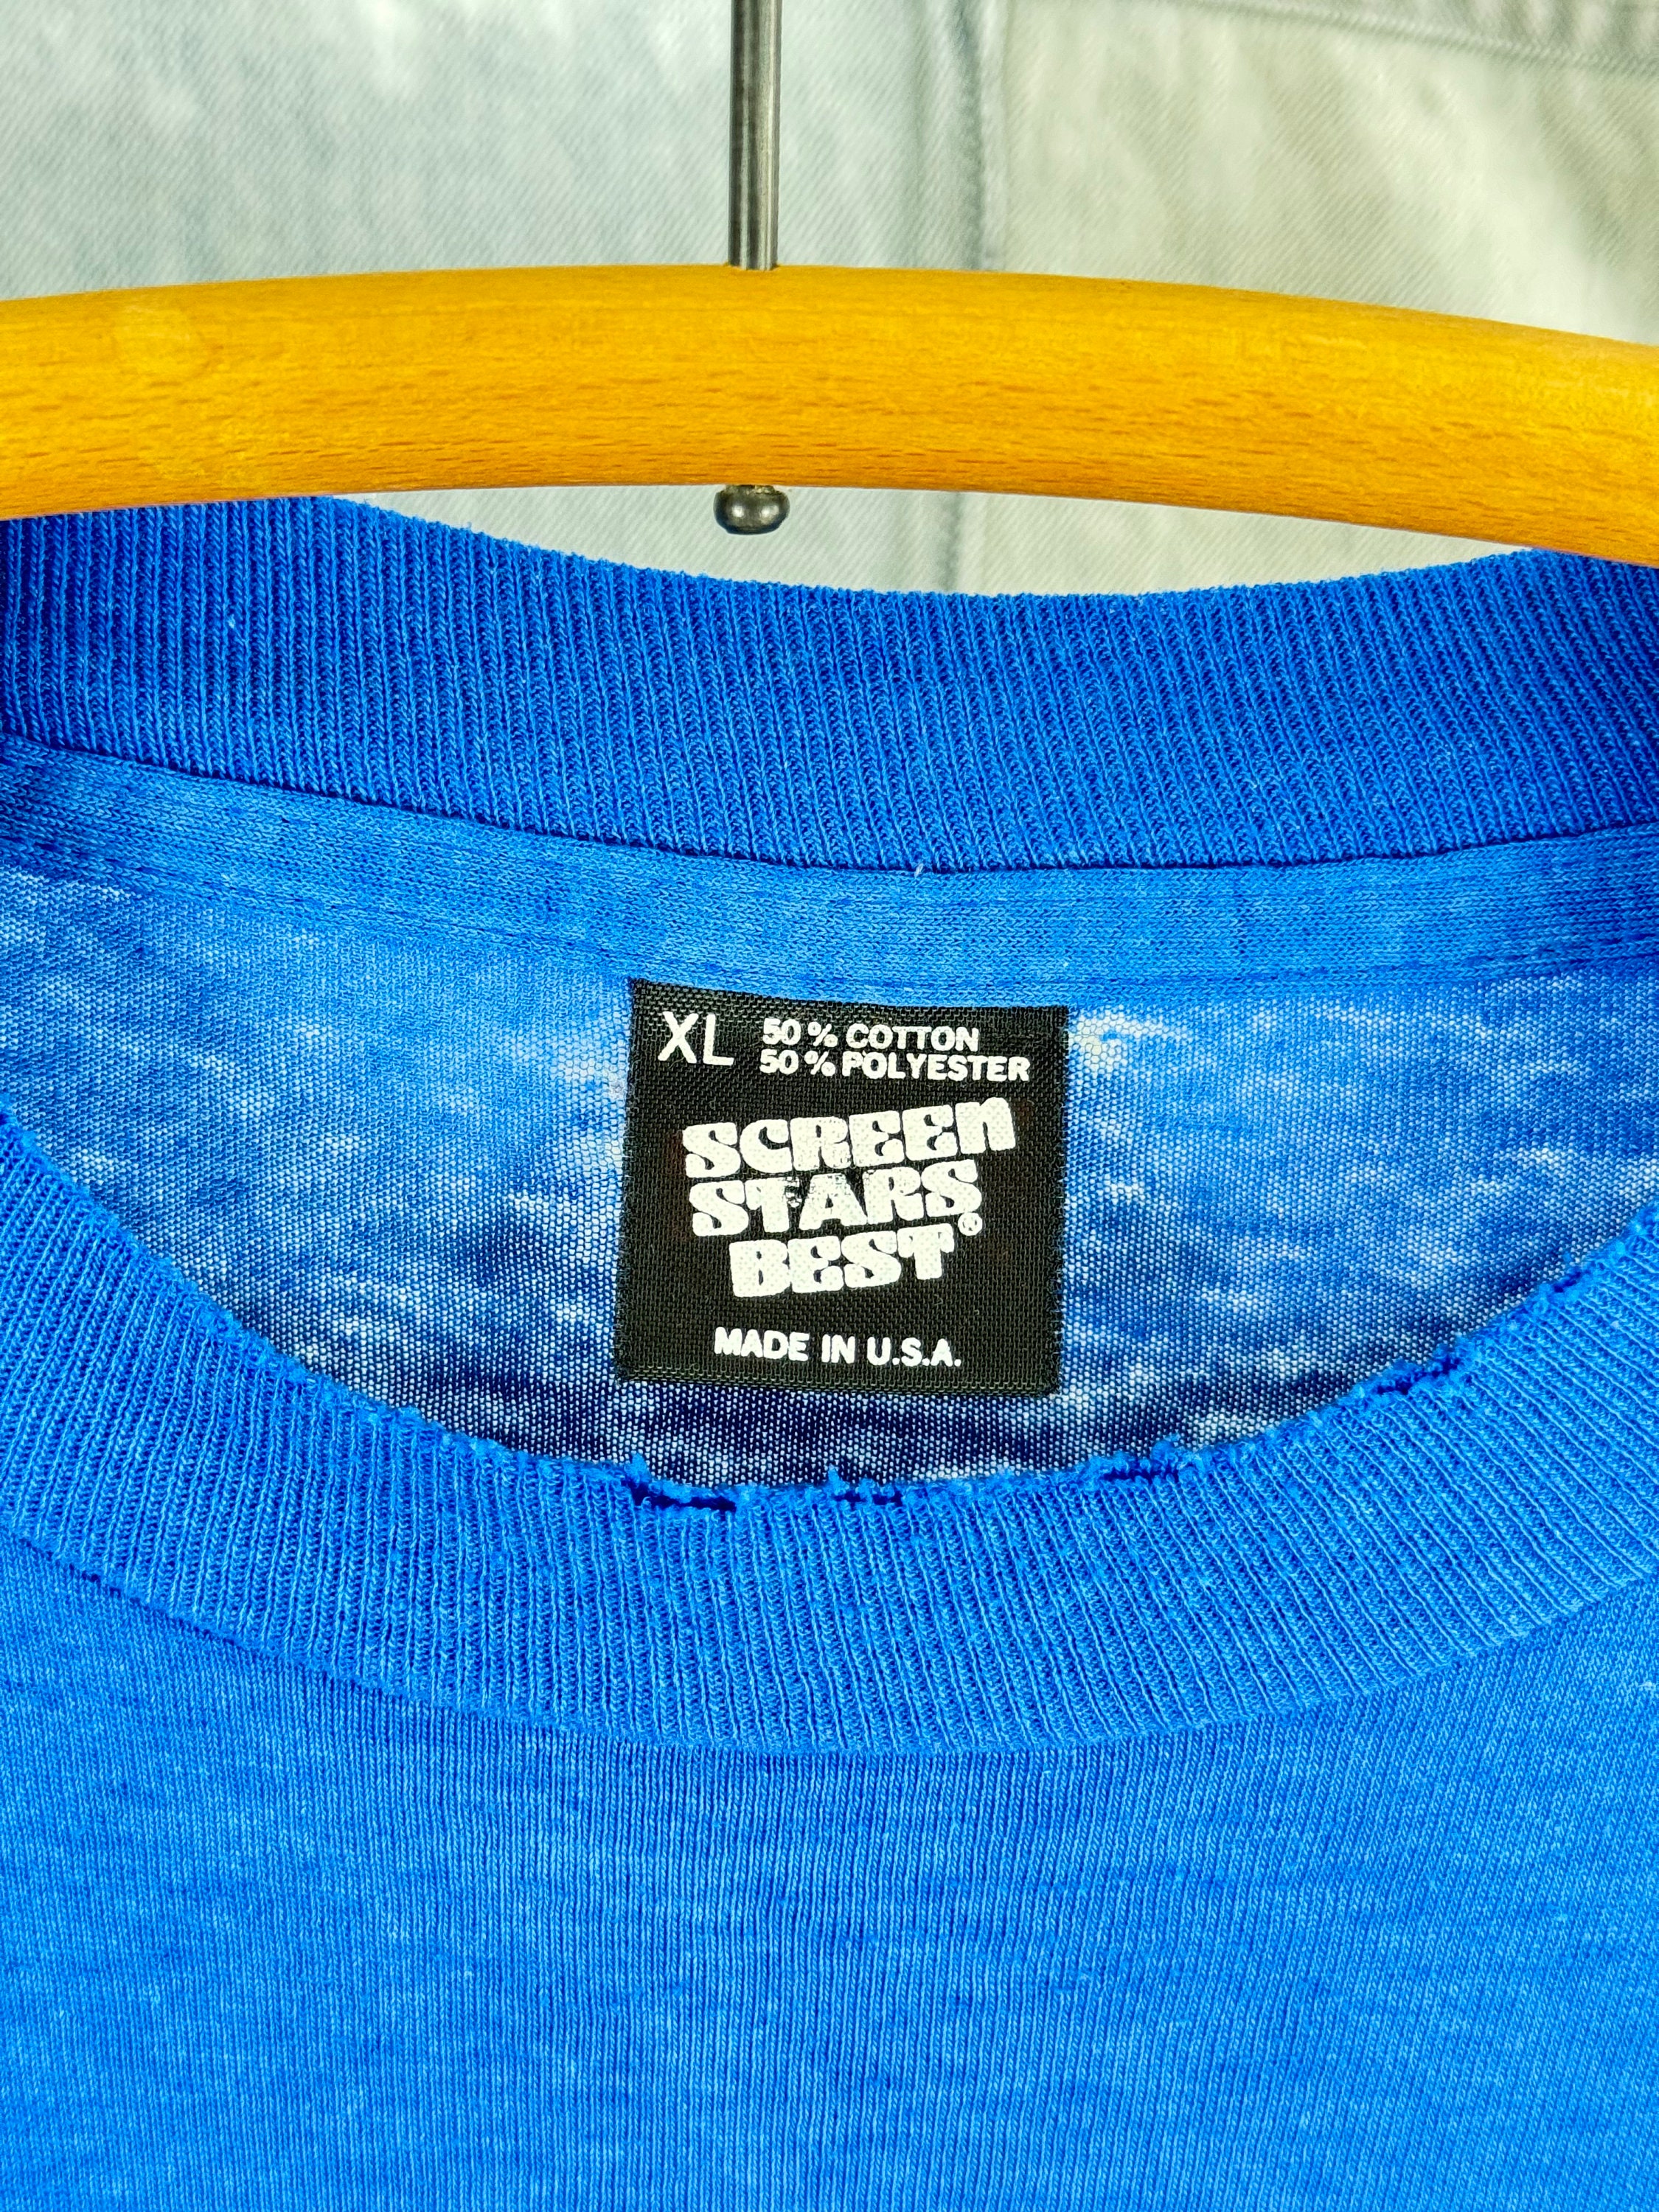 XL 50% COTTON
50% POLYESTER
SCREEN
STARS
BEST®
MADE IN U.S.A.